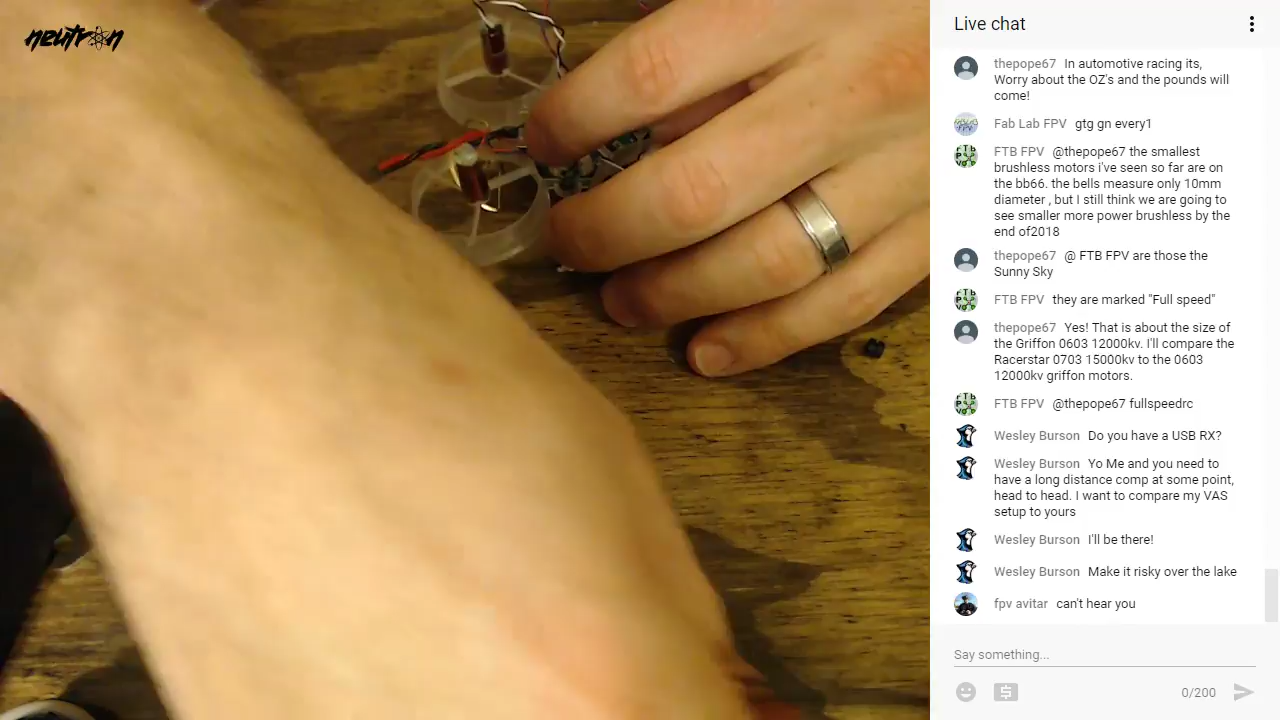 neutron
Live chat
thepope67 In automotive racing its,
Worry about the OZ's and the pounds will
come!
Fab Lab FPV gtg gn every1
FTB FPV @thepope67 the smallest
brushless motors i've seen so far are on
the bb66. the bells measure only 10mm
diameter , but I still think we are going to
see smaller more power brushless by the
end of2018
thepope67 @ FTB FPV are those the
Sunny Sky
FTB FPV they are marked "Full speed"
thepope67 Yes! That is about the size of
the Griffon 0603 12000kv. I'll compare the
Racerstar 0703 15000kv to the 0603
12000kv griffon motors.
FTB FPV @thepope67 fullspeedrc
Wesley Burson Do you have a USB RX?
Wesley Burson Yo Me and you need to
have a long distance comp at some point,
head to head. I want to compare my VAS
setup to yours
Wesley Burson I'll be there!
Wesley Burson Make it risky over the lake
fpv avitar can't hear you
Say something...
0/200